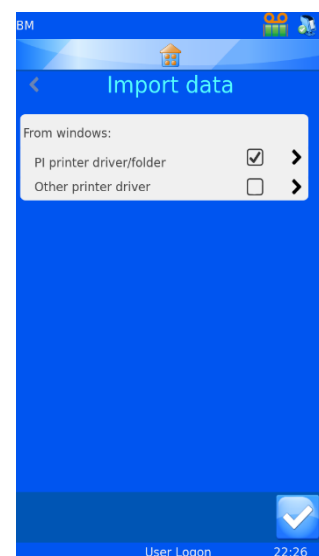 BM
Import data
From windows:
PI printer driver/folder
Other printer driver
User Logon 22:26